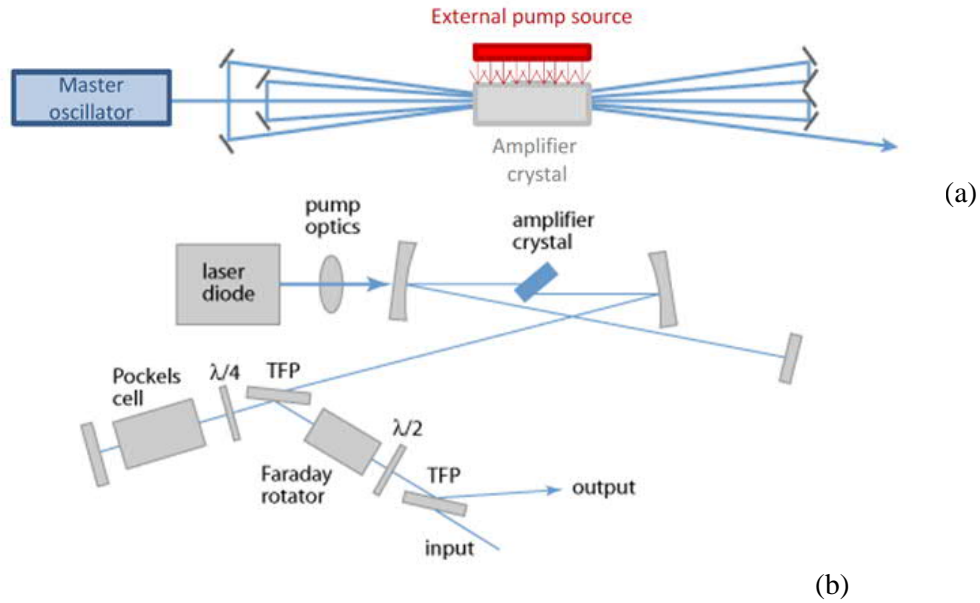 External pump source
Master
oscillator
Amplifier
crystal
(a)
pump
optics
amplifier
crystal
laser
diode
Pockels
cell
λ/4
TFP
λ/2
Faraday
rotator
TFP
output
input
(b)